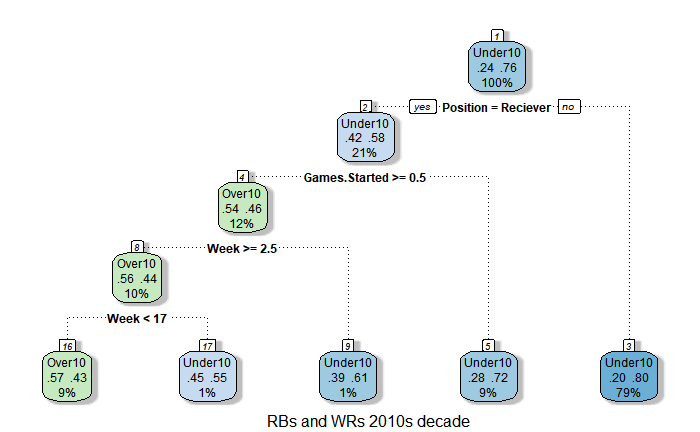 1
Under10
.24 .76
100%
yes Position = Reciever no
2
Under10
.42 .58
21%
Games.Started >= 0.5
4
Over10
.54 .46
12%
Week >= 2.5
8
Over10
.56 .44
10%
Week < 17
16
Over10
.57 .43
9%
17
Under10
.45 .55
1%
9
Under10
.39 .61
1%
5
Under10
.28 .72
9%
3
Under10
.20 .80
79%
RBs and WRs 2010s decade